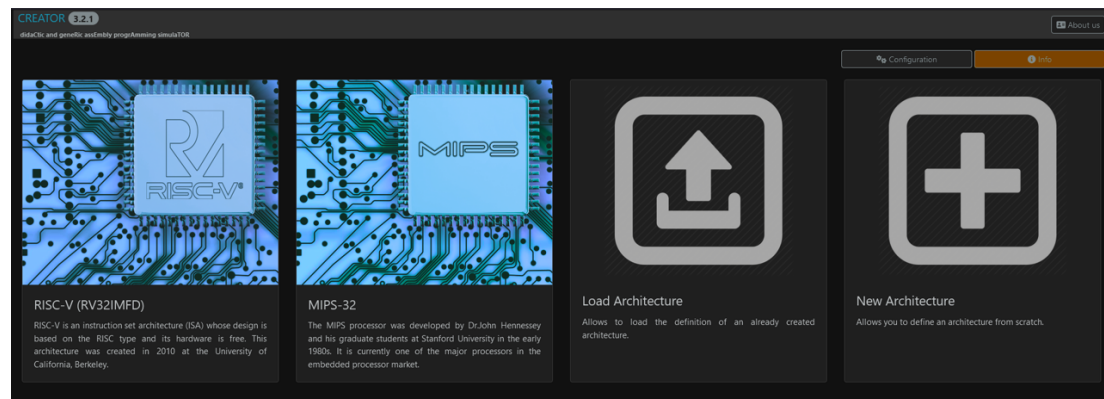 CREATOR 3.2.1
didaCtic and geneRic assEmbly progrAmming simulaTOR
About us
Configuration
Info
RISC-V®
MIPS
RISC-V (RV32IMFD)
RISC-V is an instruction set architecture (ISA) whose design is
based on the RISC type and its hardware is free. This
architecture was created in 2010 at the University of
California, Berkeley.
MIPS-32
The MIPS processor was developed by Dr.John Hennessey
and his graduate students at Stanford University in the early
1980s. It is currently one of the major processors in the
embedded processor market.
Load Architecture
Allows to load the definition of an already created
architecture.
New Architecture
Allows you to define an architecture from scratch.